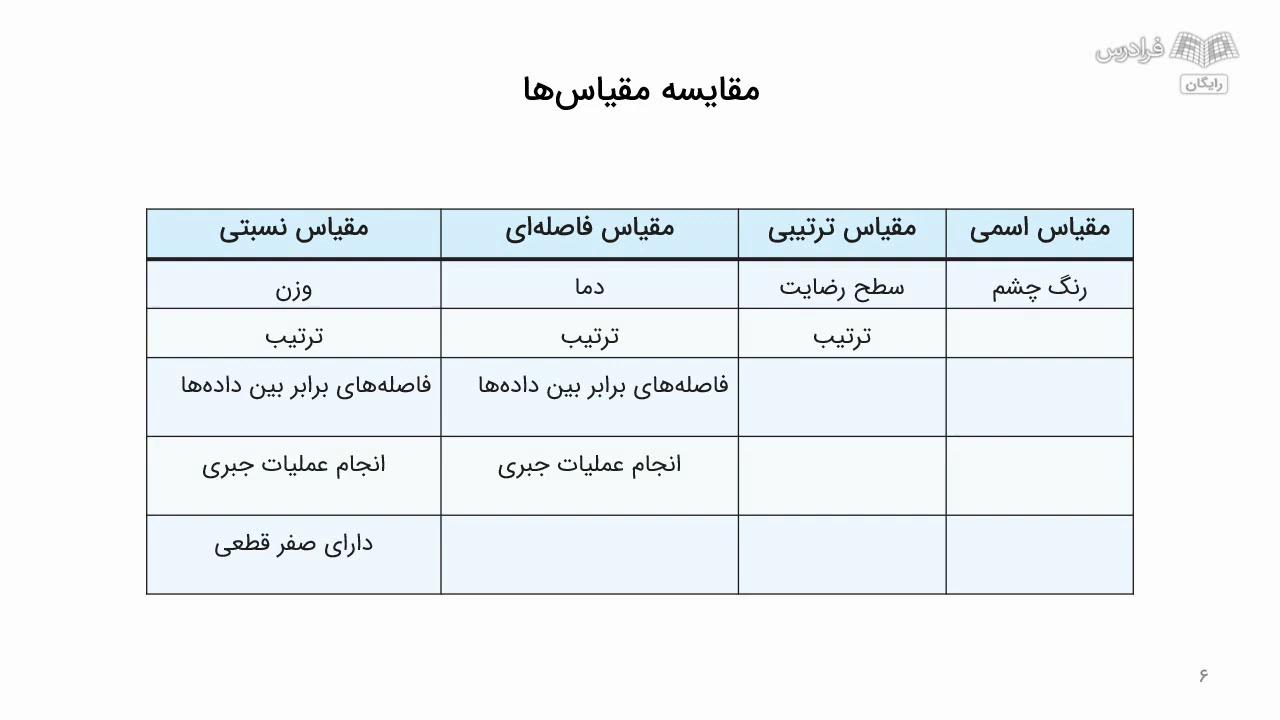 فرادرس
رایگان
مقایسه مقیاس‌ها
مقیاس اسمی مقیاس ترتیبی مقیاس فاصله‌ای مقیاس نسبتی
رنگ چشم سطح رضایت دما وزن
ترتیب ترتیب ترتیب
فاصله‌های برابر بین داده‌ها فاصله‌های برابر بین داده‌ها
انجام عملیات جبری انجام عملیات جبری
دارای صفر قطعی
۶